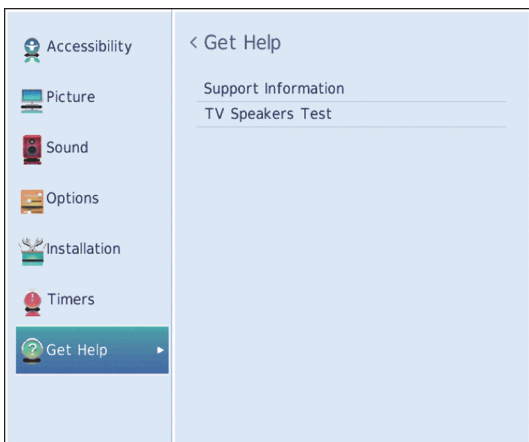 Accessibility
Picture
Sound
Options
Installation
Timers
Get Help
< Get Help
Support Information
TV Speakers Test